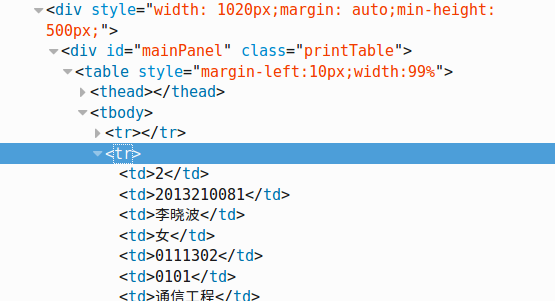 <div style="width: 1020px;margin: auto;min-height:
500px;">
<div id="mainPanel" class="printTable">
<table style="margin-left:10px;width:99%">
<thead></thead>
<tbody>
<tr></tr>
<tr>
<td>2</td>
<td>2013210081</td>
<td>李晓波</td>
<td>女</td>
<td>0111302</td>
<td>0101</td>
<td>通信工程</td>